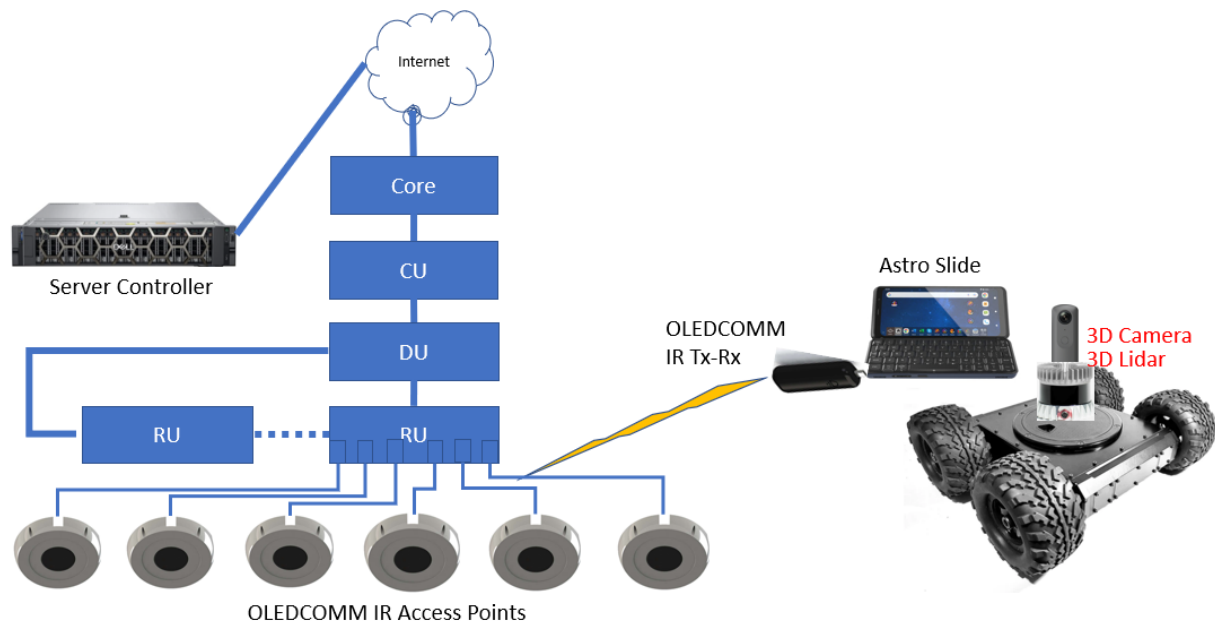 Internet
Core
CU
DU
RU
RU
DELL
Server Controller
Astro Slide
OLEDCOMM
IR Tx-Rx
3D Camera
3D Lidar
OLEDCOMM IR Access Points